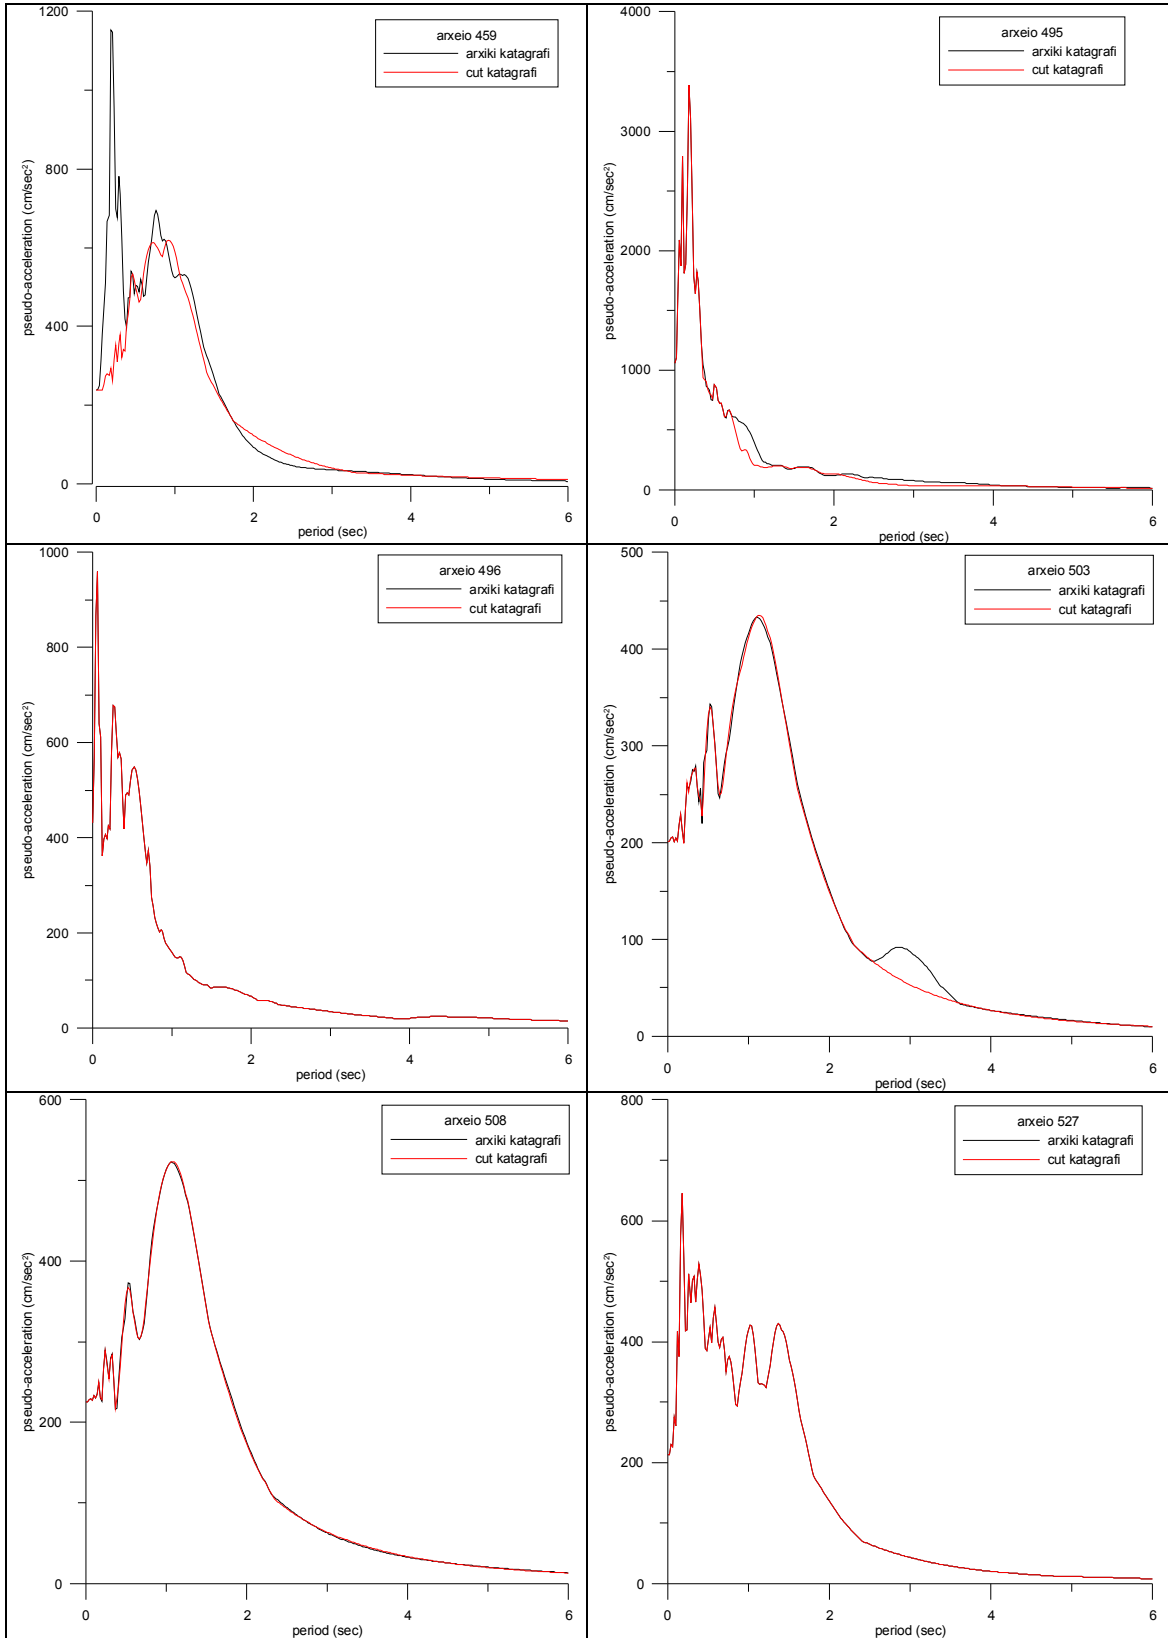 1200
800
400
0
pseudo-acceleration (cm/sec²)
0
2
4
6
period (sec)
arxeio 459
arxiki katagrafi
cut katagrafi
4000
3000
2000
1000
0
pseudo-acceleration (cm/sec²)
0
2
4
6
period (sec)
arxeio 495
arxiki katagrafi
cut katagrafi
1000
800
600
400
200
0
pseudo-acceleration (cm/sec²)
0
2
4
6
period (sec)
arxeio 496
arxiki katagrafi
cut katagrafi
500
400
300
200
100
0
pseudo-acceleration (cm/sec²)
0
2
4
6
period (sec)
arxeio 503
arxiki katagrafi
cut katagrafi
600
400
200
0
pseudo-acceleration (cm/sec²)
0
2
4
6
period (sec)
arxeio 508
arxiki katagrafi
cut katagrafi
800
600
400
200
0
pseudo-acceleration (cm/sec²)
0
2
4
6
period (sec)
arxeio 527
arxiki katagrafi
cut katagrafi